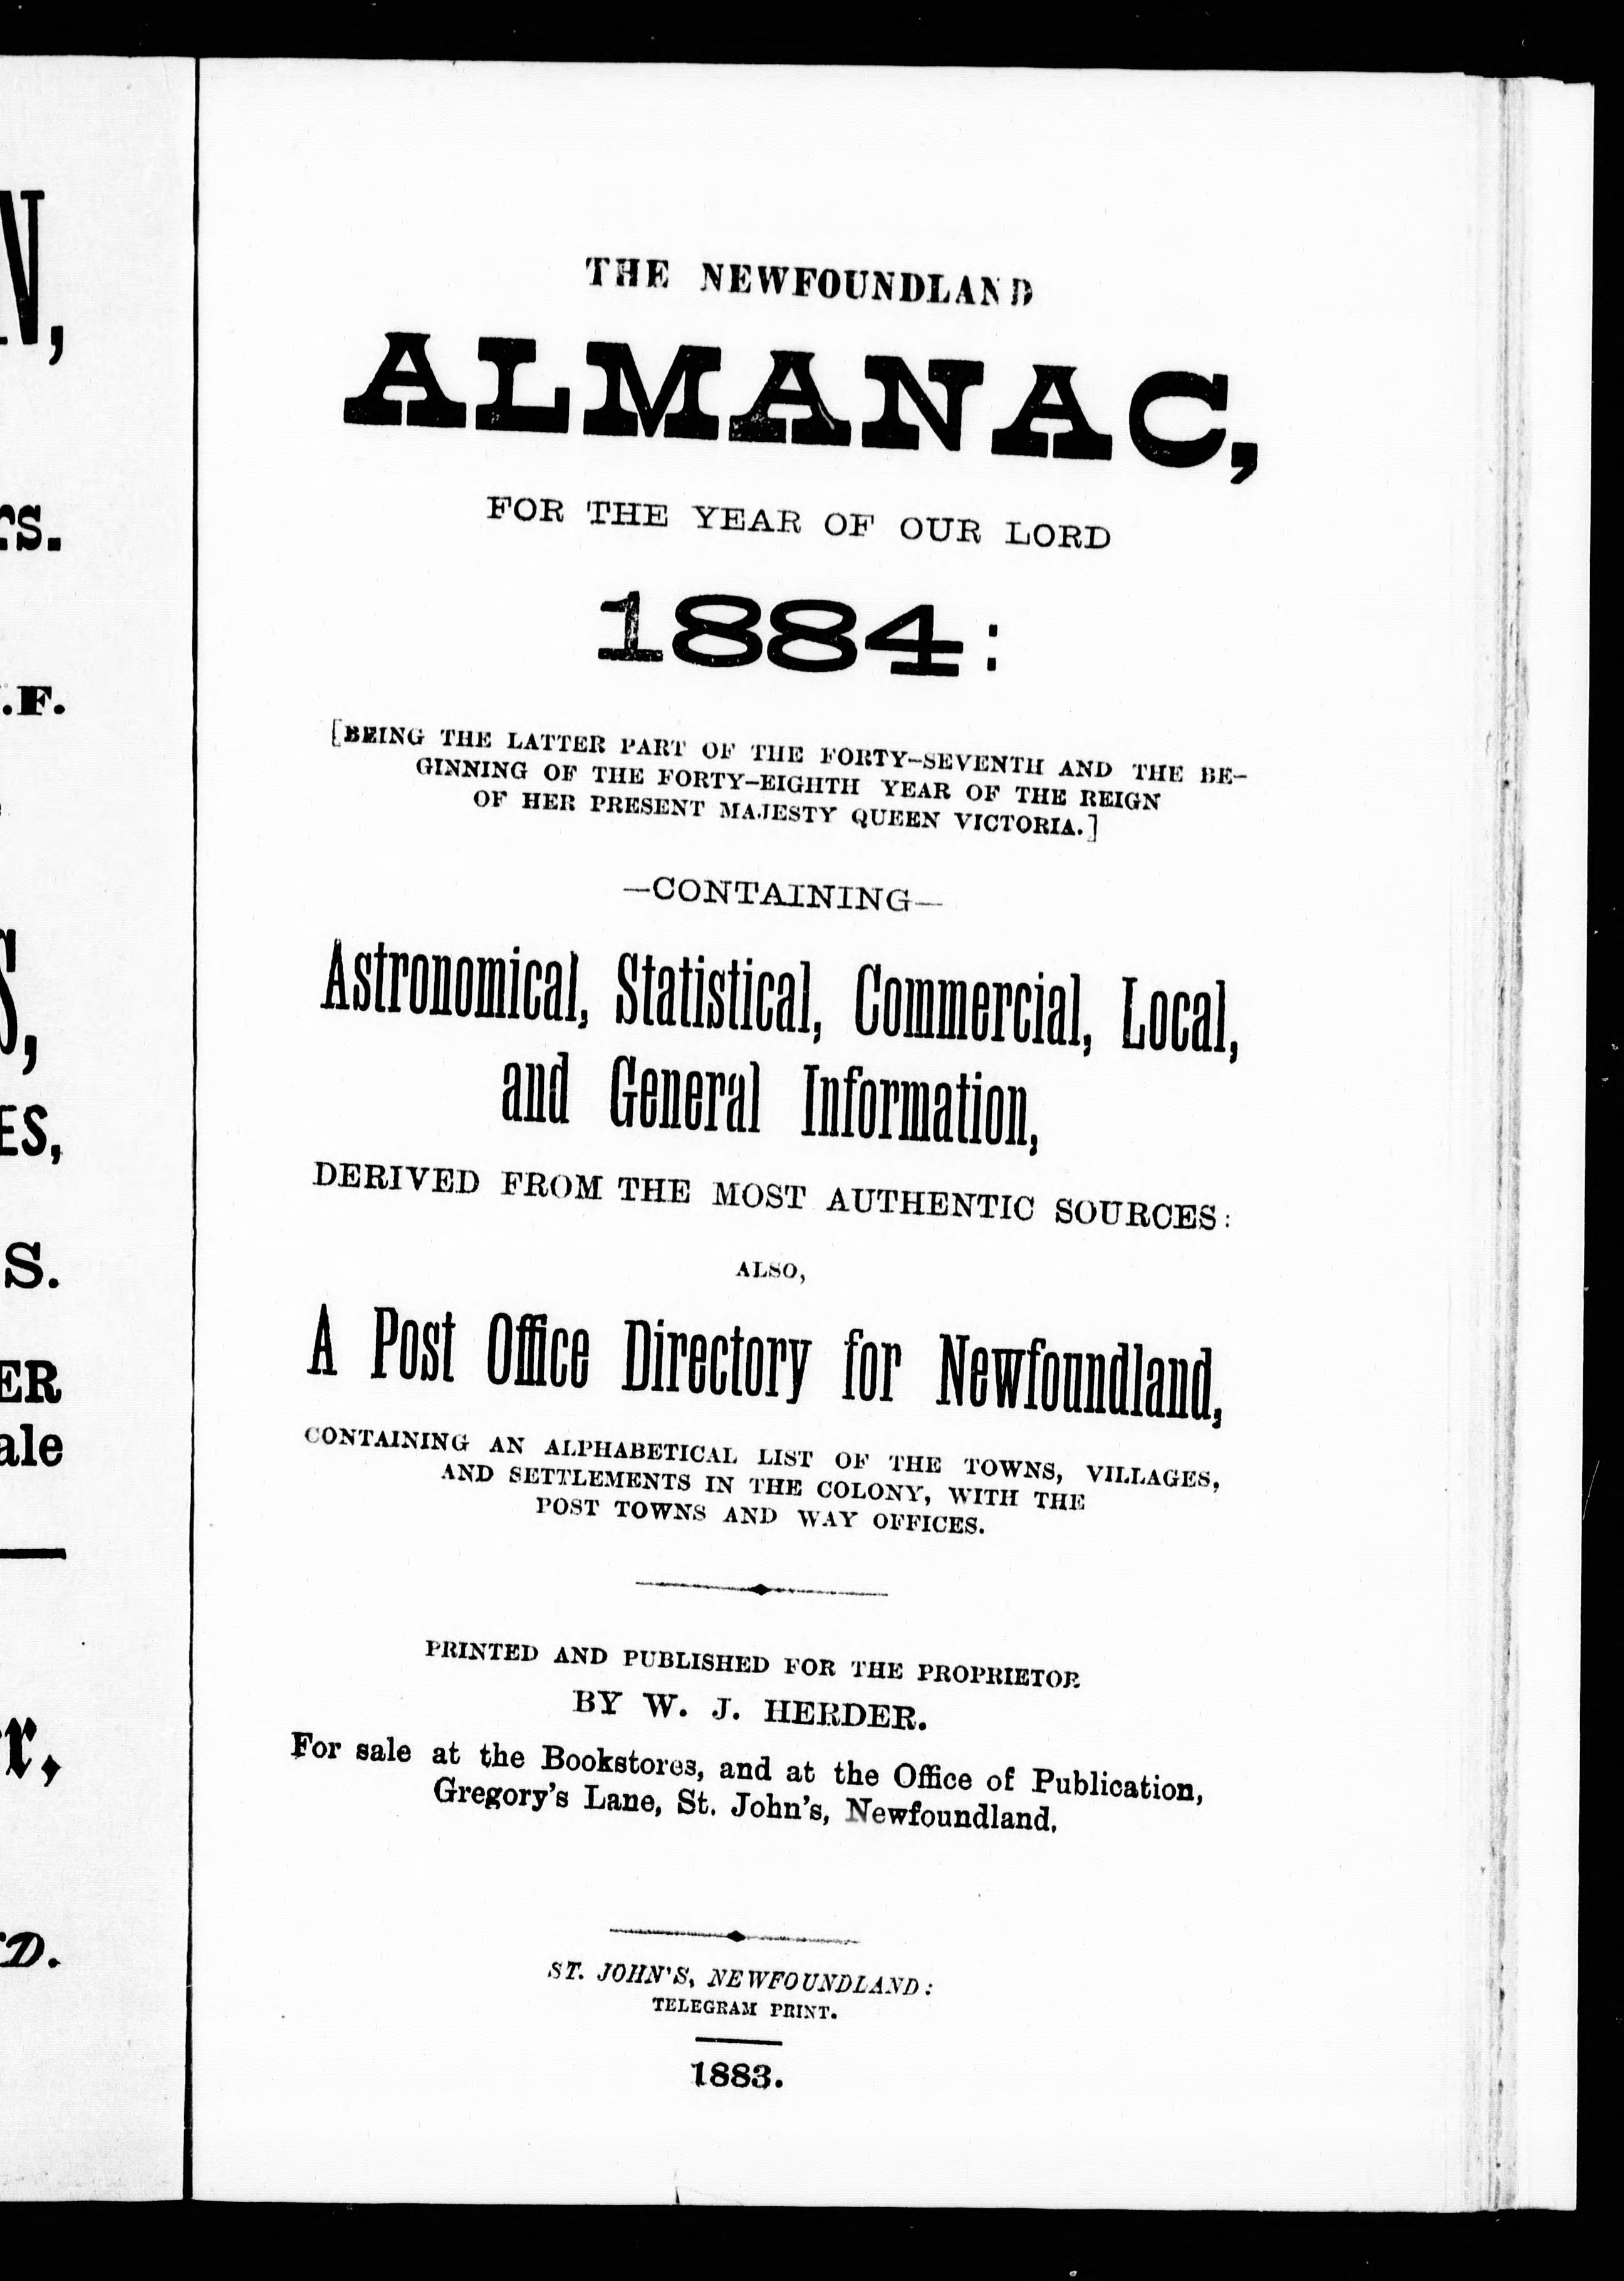 N,
rs.
.F.
S,
ES,
S.
ER
ale
r,
D.
THE NEWFOUNDLAND
ALMANAC,
FOR THE YEAR OF OUR LORD
1884:
[BEING THE LATTER PART OF THE FORTY-SEVENTH AND THE BE-
GINNING OF THE FORTY-EIGHTH YEAR OF THE REIGN
OF HER PRESENT MAJESTY QUEEN VICTORIA.]
—CONTAINING—
Astronomical, Statistical, Commercial, Local,
and General Information,
DERIVED FROM THE MOST AUTHENTIC SOURCES:
ALSO,
A Post Office Directory for Newfoundland,
CONTAINING AN ALPHABETICAL LIST OF THE TOWNS, VILLAGES,
AND SETTLEMENTS IN THE COLONY, WITH THE
POST TOWNS AND WAY OFFICES.
PRINTED AND PUBLISHED FOR THE PROPRIETOR
BY W. J. HERDER.
For sale at the Bookstores, and at the Office of Publication,
Gregory's Lane, St. John's, Newfoundland.
ST. JOHN'S, NEWFOUNDLAND:
TELEGRAM PRINT.
1883.